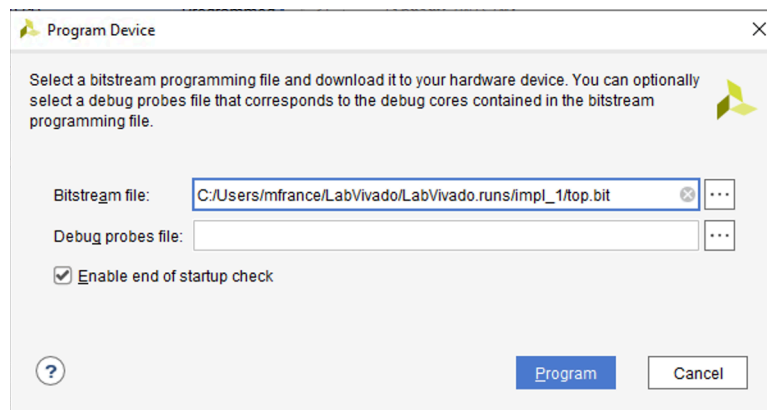 Program Device
Select a bitstream programming file and download it to your hardware device. You can optionally
select a debug probes file that corresponds to the debug cores contained in the bitstream
programming file.
Bitstream file: C:/Users/mfrance/LabVivado/LabVivado.runs/impl_1/top.bit ...
Debug probes file: ...
Enable end of startup check
? Program Cancel